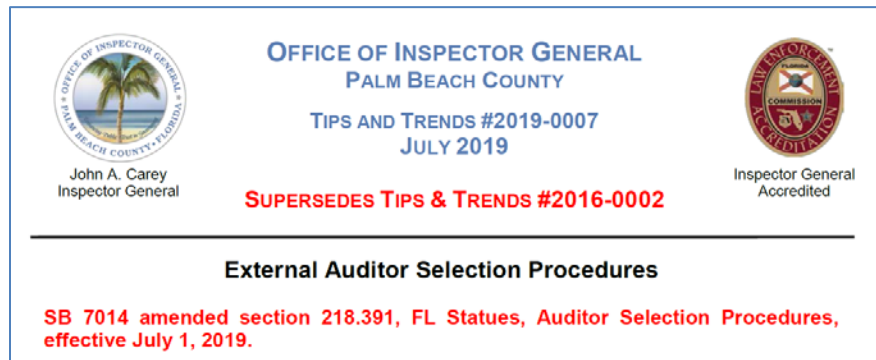 OFFICE OF INSPECTOR GENERAL
PALM BEACH COUNTY
TIPS AND TRENDS #2019-0007
JULY 2019
SUPERSEDES TIPS & TRENDS #2016-0002
OFFICE OF INSPECTOR GENERAL
PALM BEACH COUNTY • FLORIDA
John A. Carey
Inspector General
LAW ENFORCEMENT
FLORIDA
COMMISSION
ACCREDITATION
Inspector General
Accredited
External Auditor Selection Procedures
SB 7014 amended section 218.391, FL Statues, Auditor Selection Procedures,
effective July 1, 2019.